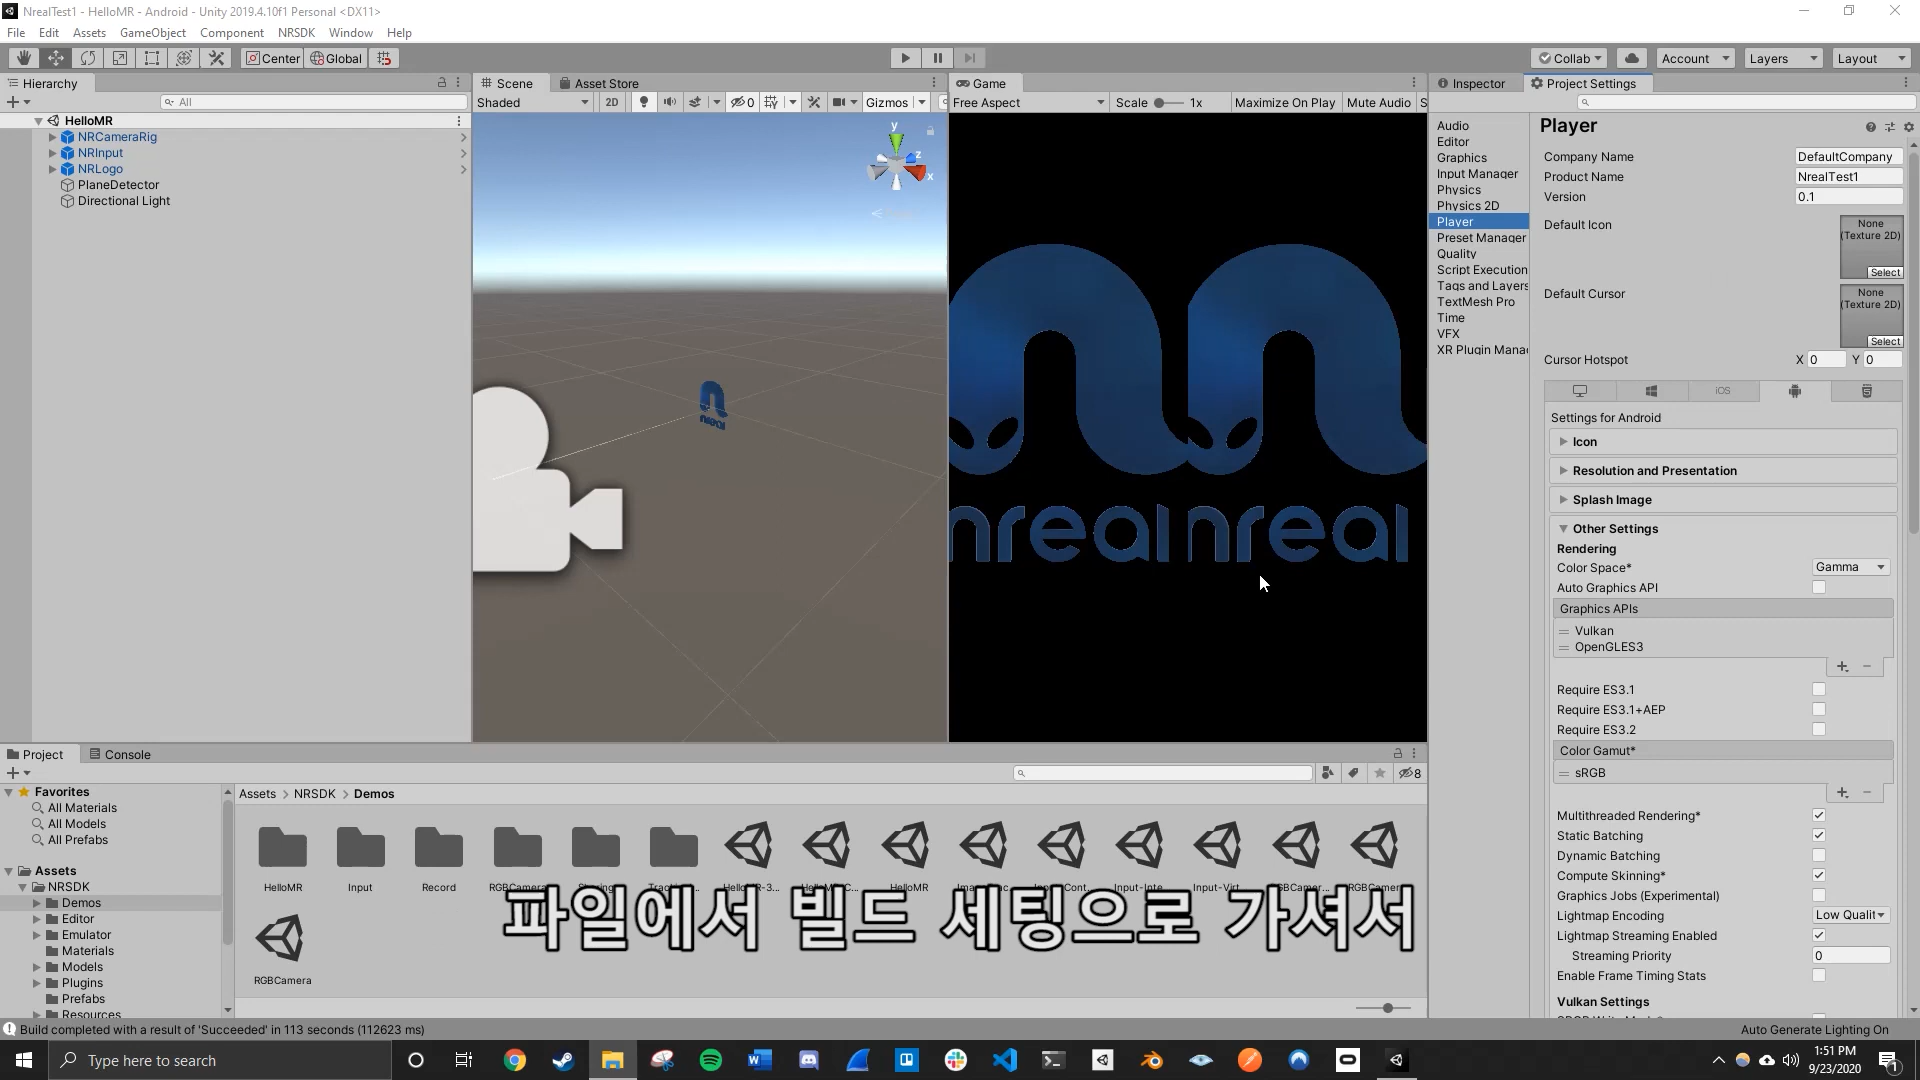 NrealTest1 - HelloMR - Android - Unity 2019.4.10f1 Personal <DX11>
File Edit Assets GameObject Component NRSDK Window Help
Center Global Collab Account Layers Layout
Hierarchy
All
HelloMR
NRCameraRig
NRInput
NRLogo
PlaneDetector
Directional Light
Scene Asset Store
Shaded 2D 0 Gizmos
y
z
x
Game
Free Aspect Scale 1x Maximize On Play Mute Audio S
nreal
nreal nreal
Inspector Project Settings
Audio
Editor
Graphics
Input Manager
Physics
Physics 2D
Player
Preset Manager
Quality
Script Execution
Tags and Layers
TextMesh Pro
Time
VFX
XR Plugin Mana
Player
Company Name DefaultCompany
Product Name NrealTest1
Version 0.1
Default Icon None
(Texture 2D)
Select
Default Cursor None
(Texture 2D)
Select
Cursor Hotspot X 0 Y 0
iOS
Settings for Android
Icon
Resolution and Presentation
Splash Image
Other Settings
Rendering
Color Space* Gamma
Auto Graphics API
Graphics APIs
Vulkan
OpenGLES3
Require ES3.1
Require ES3.1+AEP
Require ES3.2
Color Gamut*
sRGB
Multithreaded Rendering*
Static Batching
Dynamic Batching
Compute Skinning*
Graphics Jobs (Experimental)
Lightmap Encoding Low Qualit
Lightmap Streaming Enabled
Streaming Priority 0
Enable Frame Timing Stats
Vulkan Settings
Project Console
8
Favorites
All Materials
All Models
All Prefabs
Assets
NRSDK
Demos
Editor
Emulator
Materials
Models
Plugins
Prefabs
Resources
Assets > NRSDK > Demos
HelloMR Input Record RGBCamera HelloMR-3... HelloMR Input-Inte... Input-Virt...
RGBCamera
파일에서 빌드 세팅으로 가셔서
Build completed with a result of 'Succeeded' in 113 seconds (112623 ms)
Auto Generate Lighting On
Type here to search
1:51 PM
9/23/2020
1